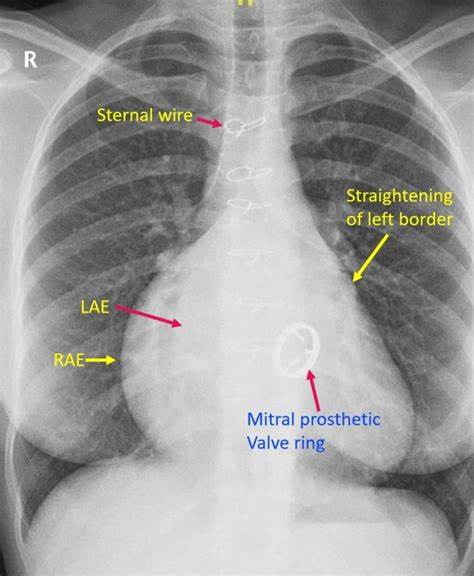 R
Sternal wire
Straightening
of left border
LAE
RAE
Mitral prosthetic
Valve ring